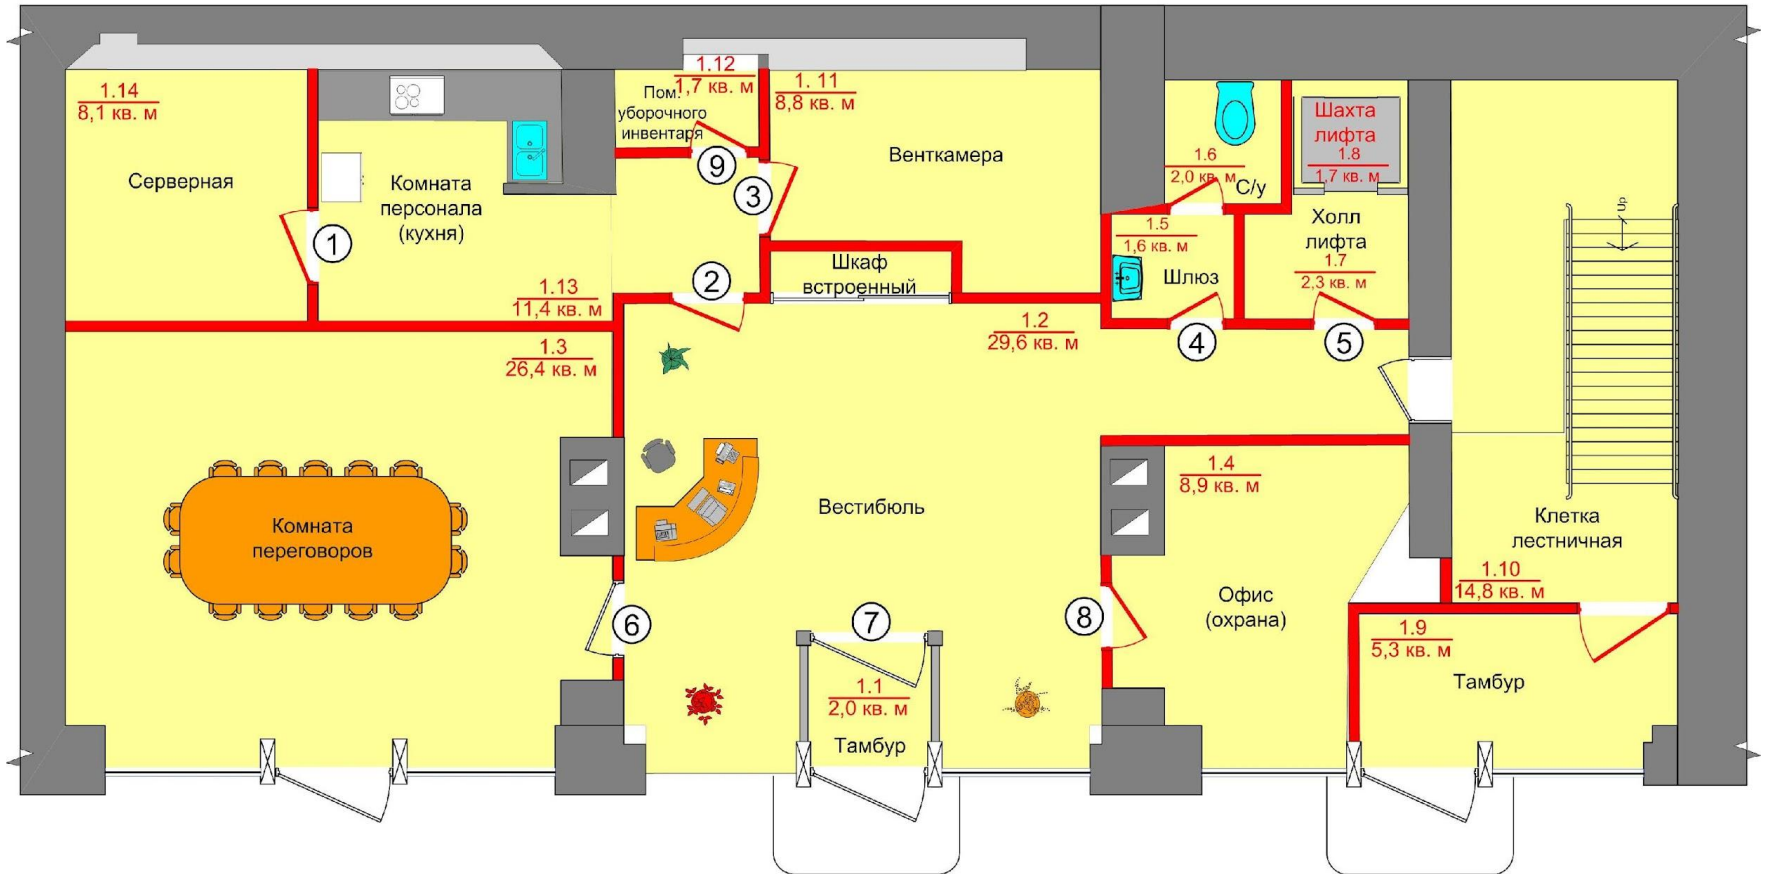 1.14
8,1 кв. м
Серверная
1
Комната
персонала
(кухня)
1.13
11,4 кв. м
1.12
1,7 кв. м
Пом.
уборочного
инвентаря
9
3
2
1. 11
8,8 кв. м
Венткамера
Шкаф
встроенный
1.6
2,0 кв. м
С/у
Шахта
лифта
1.8
1,7 кв. м
1.5
1,6 кв. м
Шлюз
Холл
лифта
1.7
2,3 кв. м
4
5
Up
1.3
26,4 кв. м
Комната
переговоров
6
1.2
29,6 кв. м
Вестибюль
7
1.1
2,0 кв. м
Тамбур
8
1.4
8,9 кв. м
Офис
(охрана)
Клетка
лестничная
1.10
14,8 кв. м
1.9
5,3 кв. м
Тамбур